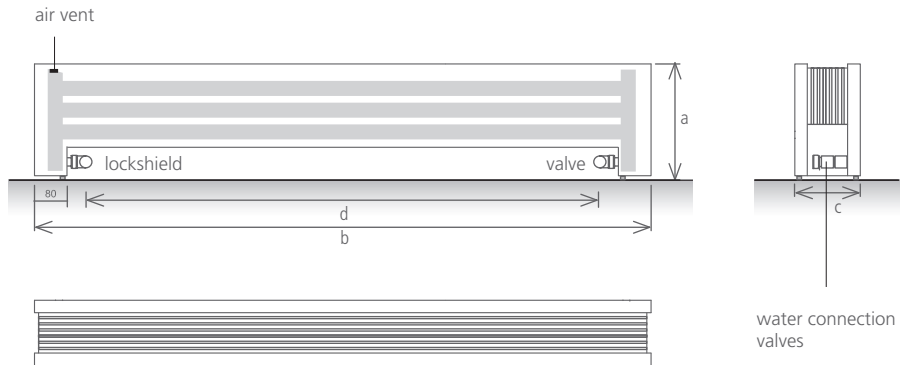 air vent
a
lockshield
valve
80
d
b
c
water connection
valves